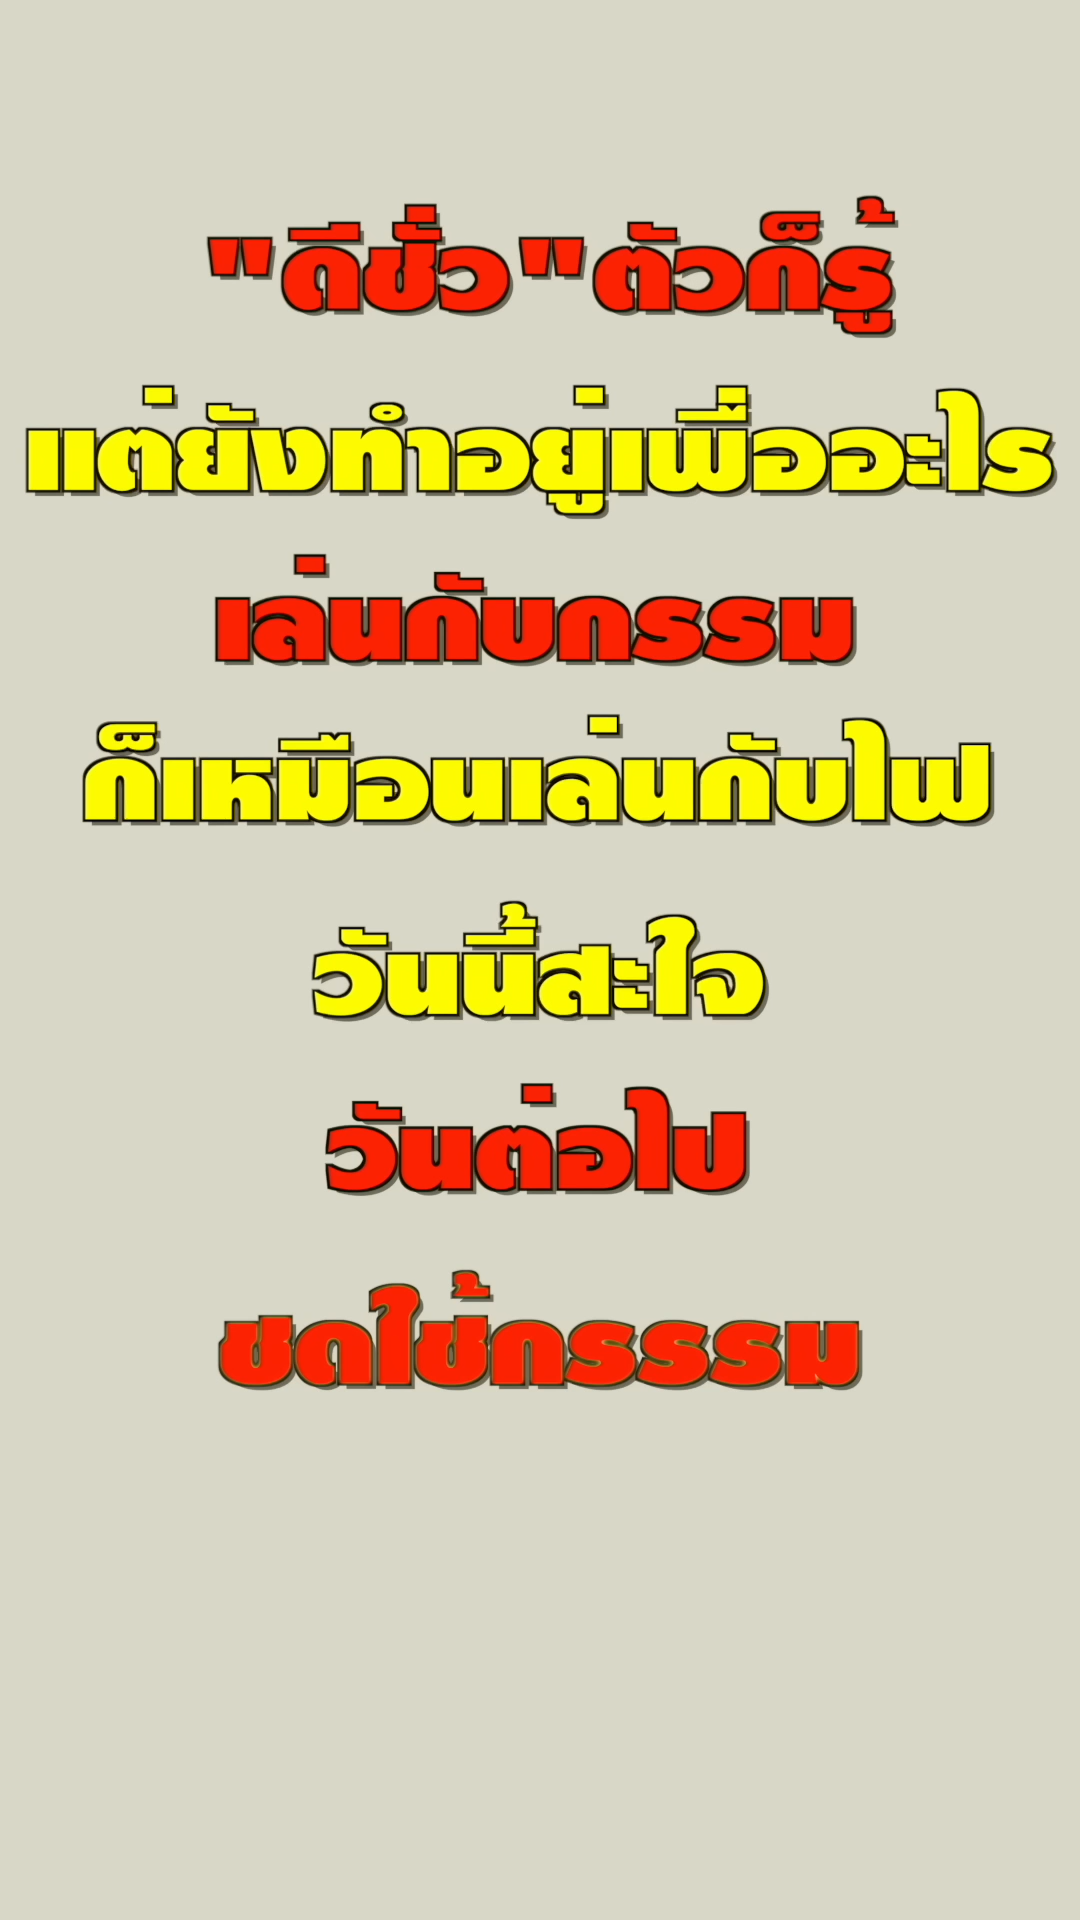 "ดีชั่ว"ตัวก็รู้
แต่ยังทำอยู่เพื่ออะไร
เล่นกับกรรม
ก็เหมือนเล่นกับไฟ
วันนี้สะใจ
วันต่อไป
ชดใช้กรรรม